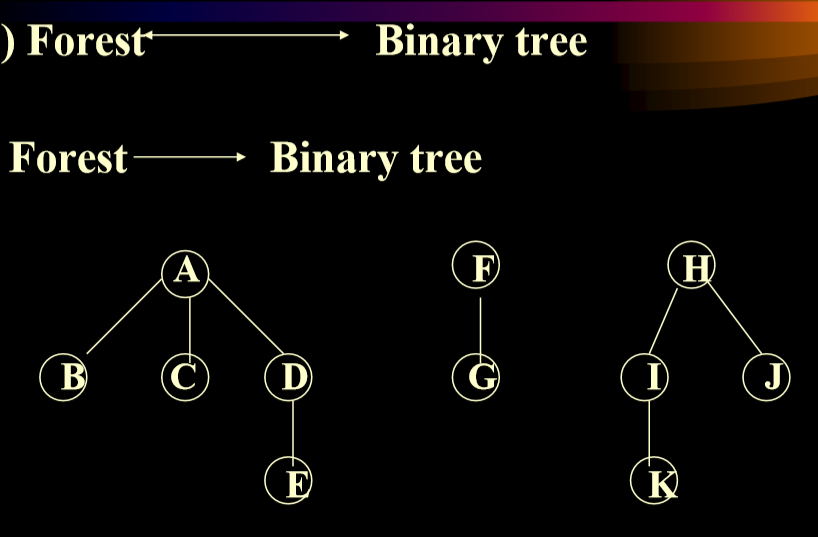 ) Forest Binary tree
Forest Binary tree
A F H
B C D G I J
E K